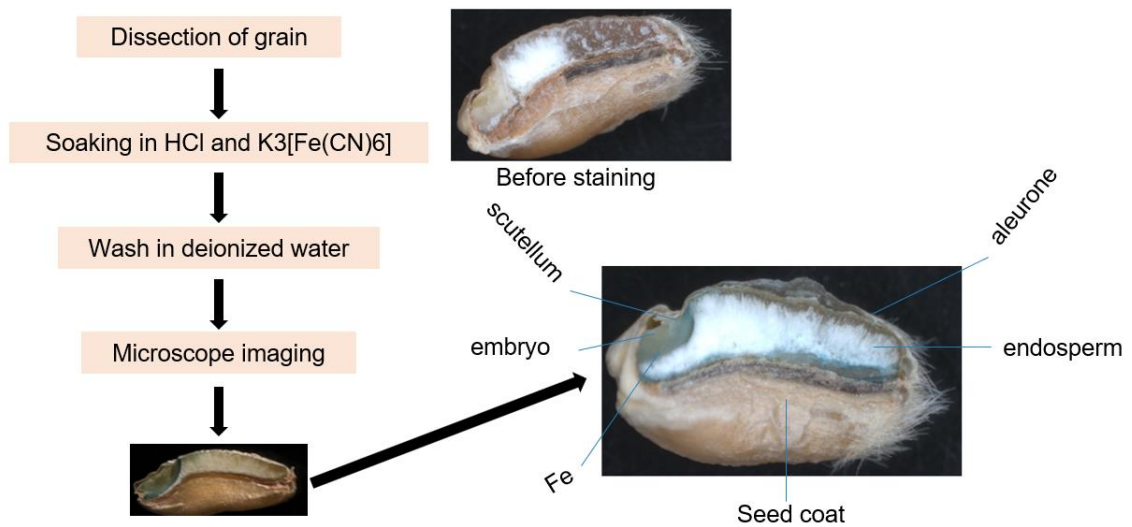 Dissection of grain
Soaking in HCl and K3[Fe(CN)6]
Wash in deionized water
Microscope imaging
Before staining
scutellum
aleurone
embryo
endosperm
Fe
Seed coat